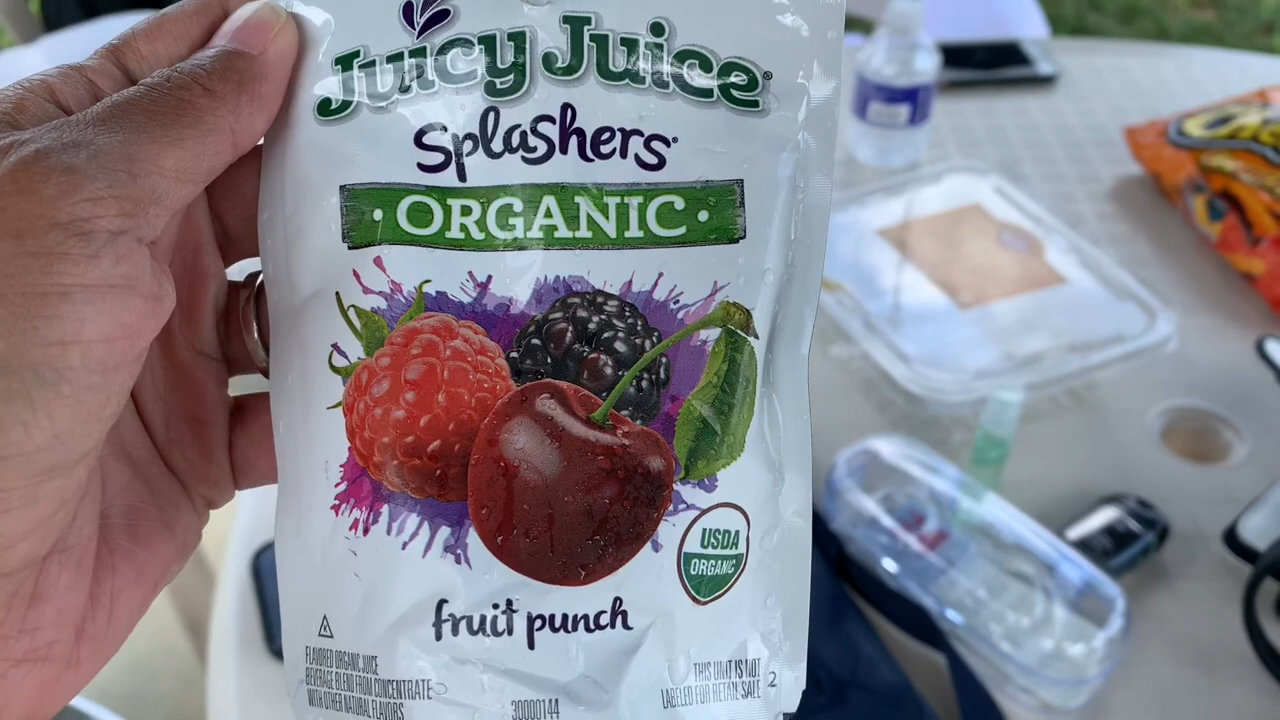 Juicy Juice®
Splashers®
·ORGANIC·
USDA
ORGANIC
fruit punch
FLAVORED ORGANIC JUICE
BEVERAGE BLEND FROM CONCENTRATE
WITH OTHER NATURAL FLAVORS
30000144
THIS UNIT IS NOT
LABELED FOR RETAIL SALE
2